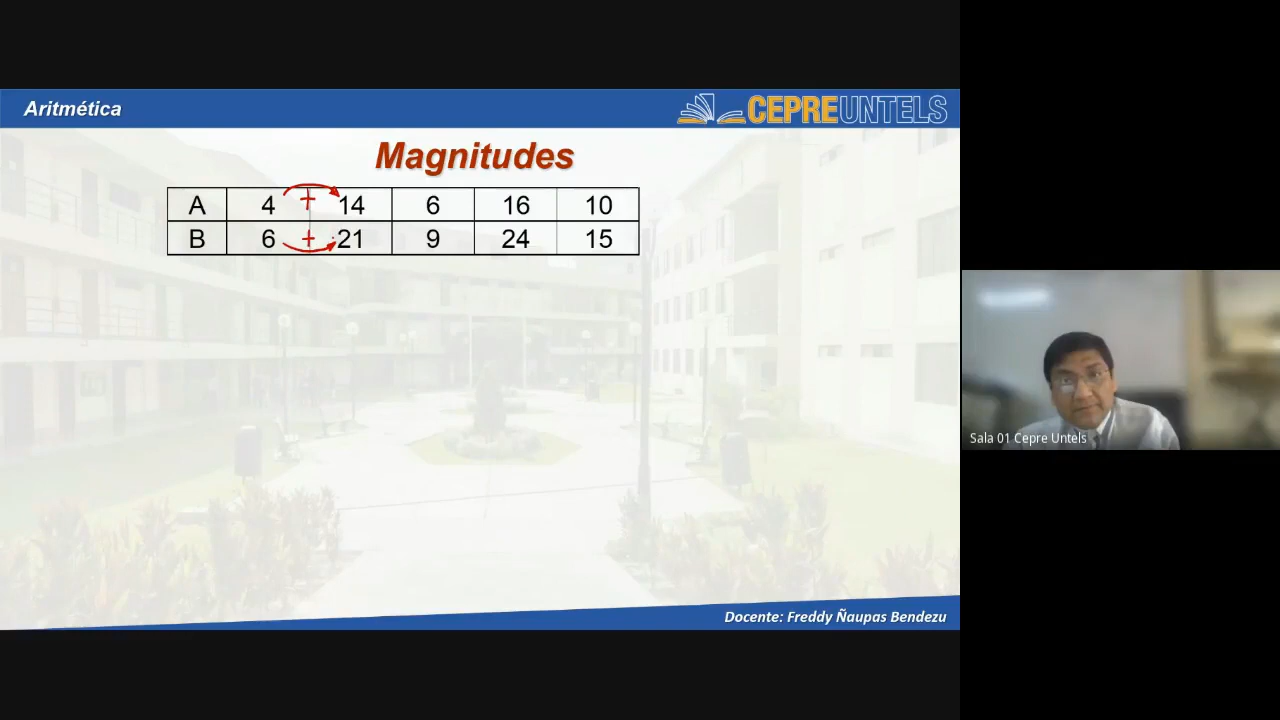 Aritmética
CEPREUNTELS
Magnitudes
A 4 + 14 6 16 10
B 6 + 21 9 24 15
Sala 01 Cepre Untels
Docente: Freddy Ñaupas Bendezu